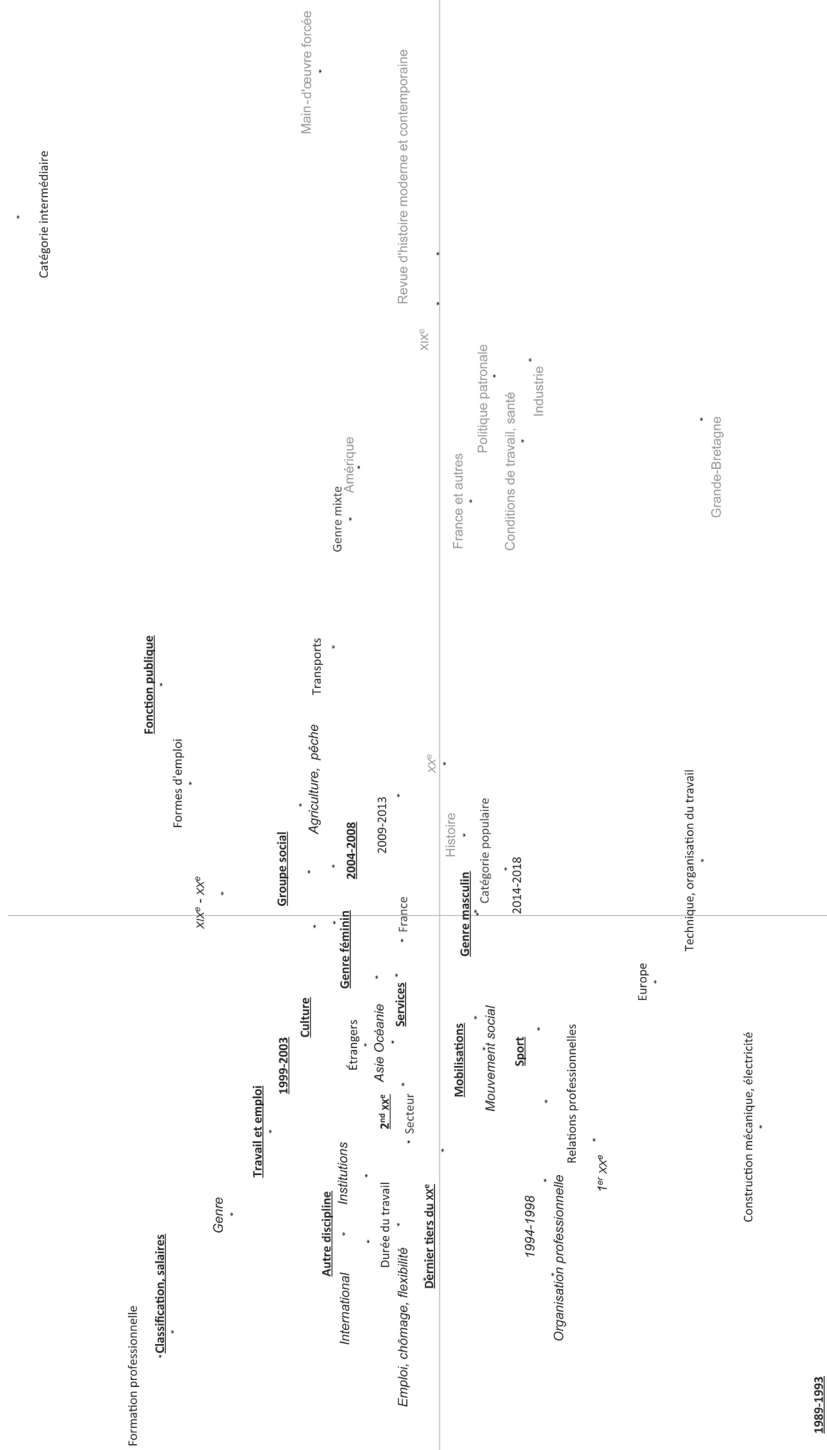 Catégorie intermédiaire
Formation professionnelle
Fonction publique
Classification, salaires
Formes d'emploi
XIXᵉ - XXᵉ
Genre
Travail et emploi
Groupe social
1999-2003
Culture
Main-d'œuvre forcée
Agriculture, pêche
Transports
Autre discipline
Genre mixte
International
Institutions
Genre féminin
2004-2008
Amérique
Étrangers
Asie Océanie
2009-2013
Durée du travail
2ⁿᵈ XXᵉ
Services
Emploi, chômage, flexibilité
France
Revue d'histoire moderne et contemporaine
Secteur
XIXᵉ
Dernier tiers du XXᵉ
XXᵉ
Histoire
France et autres
Mobilisations
Genre masculin
Politique patronale
Catégorie populaire
Mouvement social
Conditions de travail, santé
2014-2018
Sport
1994-1998
Industrie
Organisation professionnelle
Relations professionnelles
1ᵉʳ XXᵉ
Europe
Technique, organisation du travail
Grande-Bretagne
Construction mécanique, électricité
1989-1993